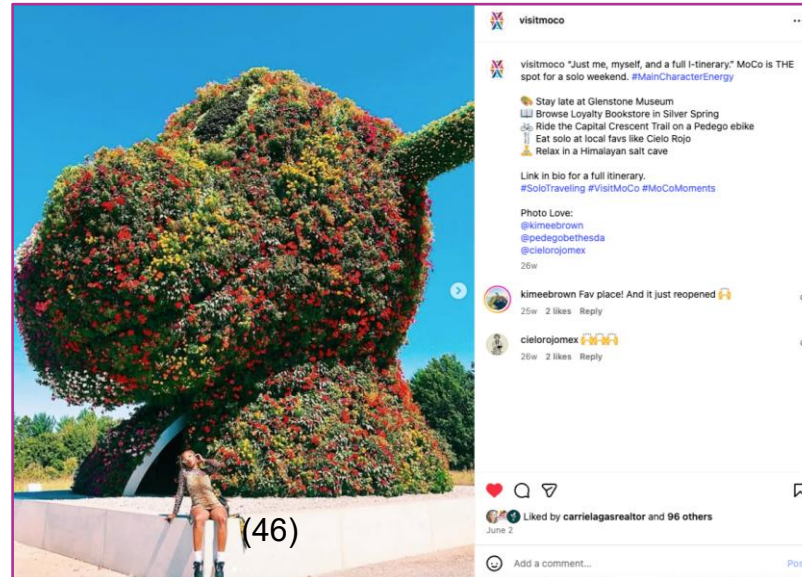 visitmoco
visitmoco "Just me, myself, and a full I-tinerary." MoCo is THE
spot for a solo weekend. #MainCharacterEnergy
Stay late at Glenstone Museum
Browse Loyalty Bookstore in Silver Spring
Ride the Capital Crescent Trail on a Pedego ebike
Eat solo at local favs like Cielo Rojo
Relax in a Himalayan salt cave
Link in bio for a full itinerary.
#SoloTraveling #VisitMoCo #MoCoMoments
Photo Love:
@kimeebrown
@pedegobethesda
@cielorojomex
26w
kimeebrown Fav place! And it just reopened
25w 2 likes Reply
cielorojomex
26w 2 likes Reply
Liked by carrielagasrealtor and 96 others
June 2
Add a comment...
(46)